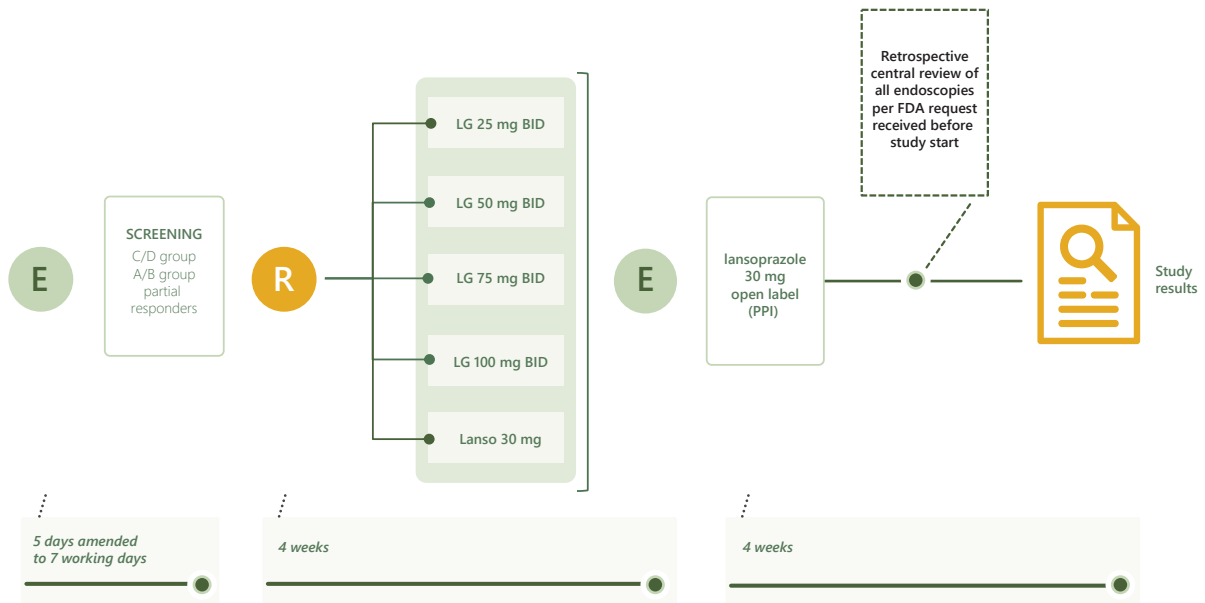 E
SCREENING
C/D group
A/B group
partial
responders
R
LG 25 mg BID
LG 50 mg BID
LG 75 mg BID
LG 100 mg BID
Lanso 30 mg
E
lansoprazole
30 mg
open label
(PPI)
Retrospective
central review of
all endoscopies
per FDA request
received before
study start
Study
results
5 days amended
to 7 working days
4 weeks
4 weeks